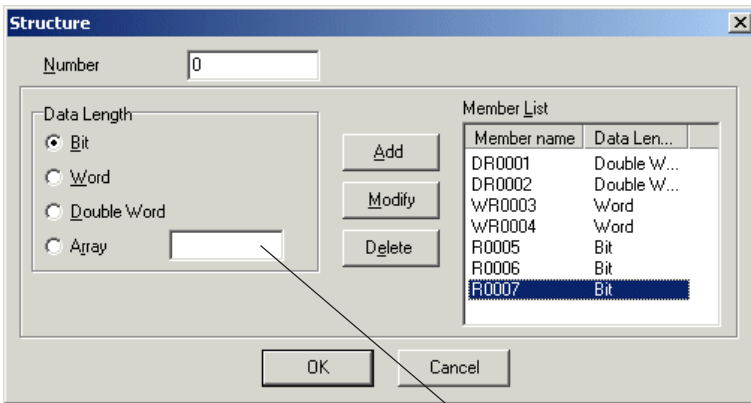 Structure
Number 0
Data Length
Bit
Word
Double Word
Array
Add
Modify
Delete
Member List
Member name Data Len...
DR0001 Double W...
DR0002 Double W...
WR0003 Word
WR0004 Word
R0005 Bit
R0006 Bit
R0007 Bit
OK Cancel